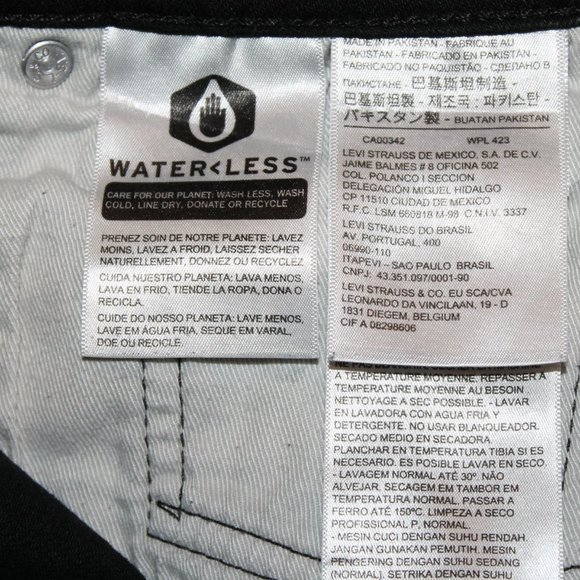 WATER<LESS™
CARE FOR OUR PLANET: WASH LESS, WASH
COLD, LINE DRY, DONATE OR RECYCLE
PRENEZ SOIN DE NOTRE PLANETE: LAVEZ
MOINS, LAVEZ A FROID, LAISSEZ SECHER
NATURELLEMENT, DONNEZ OU RECYCLEZ
CUIDA NUESTRO PLANETA: LAVA MENOS,
LAVA EN FRIO, TIENDE LA ROPA, DONA O
RECICLA.
CUIDE DO NOSSO PLANETA: LAVE MENOS,
LAVE EM ÁGUA FRIA, SEQUE EM VARAL,
DOE OU RECICLE.
MADE IN PAKISTAN - FABRIQUE AU
PAKISTAN - FABRICADO EN PAKISTAN -
FABRICADO NO PAQUISTÃO - СДЕЛАНО В
ПАКИСТАНЕ - 巴基斯坦制造 -
巴基斯坦製 - 제조국 : 파키스탄 -
パキスタン製 - BUATAN PAKISTAN
CA00342 WPL 423
LEVI STRAUSS DE MEXICO, S.A. DE C.V.
JAIME BALMES # 8 OFICINA 502
COL. POLANCO I SECCION
DELEGACIÓN MIGUEL HIDALGO
CP 11510 CIUDAD DE MEXICO
R.F.C. LSM 650818 M-98 C.N.I.V. 3337
LEVI STRAUSS DO BRASIL
AV. PORTUGAL, 400
06690-110
ITAPEVI – SAO PAULO BRASIL
CNPJ: 43.351.097/0001-90
LEVI STRAUSS & CO. EU SCA/CVA
LEONARDO DA VINCILAAN, 19 - D
1831 DIEGEM, BELGIUM
CIF A 08298606
A TEMPERATURE MOYENNE. REPASSER À
TEMPERATURE MOYENNE AU BESOIN
NETTOYAGE A SEC POSSIBLE. - LAVAR
EN LAVADORA CON AGUA FRIA Y
DETERGENTE. NO USAR BLANQUEADOR.
SECADO MEDIO EN SECADORA.
PLANCHAR EN TEMPERATURA TIBIA SI ES
NECESARIO. ES POSIBLE LAVAR EN SECO.
- LAVAGEM NORMAL ATÉ 30º. NÃO
ALVEJAR, SECAGEM EM TAMBOR EM
TEMPERATURA NORMAL. PASSAR A
FERRO ATÉ 150ºC. LIMPEZA A SECO
PROFISSIONAL P, NORMAL.
- MESIN CUCI DENGAN SUHU RENDAH.
JANGAN GUNAKAN PEMUTIH. MESIN
PENGERING DENGAN SUHU SEDANG
(NORMAL). SETRIKA DENGAN SUHU